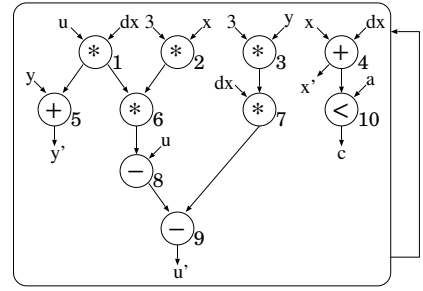 u dx 3 x 3 y x dx
* 1 * 2 * 3 + 4
y dx x' a
+ 5 * 6 * 7 < 10
y' u c
− 8
− 9
u'